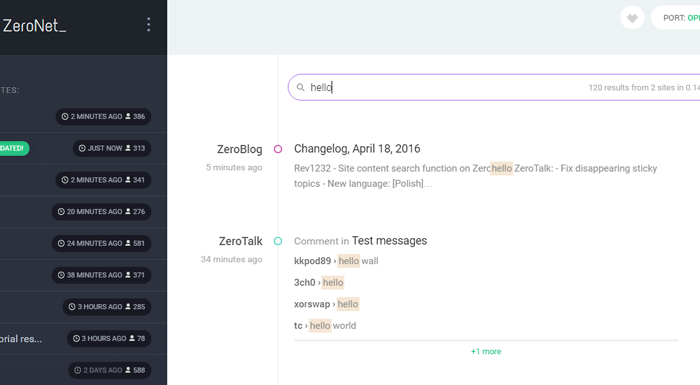 ZeroNet_
PORT: OPE
TES:
hello
120 results from 2 sites in 0.14
2 MINUTES AGO 386
DATED!
JUST NOW 313
2 MINUTES AGO 341
20 MINUTES AGO 276
24 MINUTES AGO 581
38 MINUTES AGO 371
3 HOURS AGO 285
orial res...
3 HOURS AGO 78
2 DAYS AGO 588
ZeroBlog
5 minutes ago
Changelog, April 18, 2016
Rev1232 - Site content search function on Zerohello ZeroTalk: - Fix disappearing sticky
topics - New language: [Polish]...
ZeroTalk
34 minutes ago
Comment in Test messages
kkpod89 › hello wall
3ch0 › hello
xorswap › hello
tc › hello world
+1 more